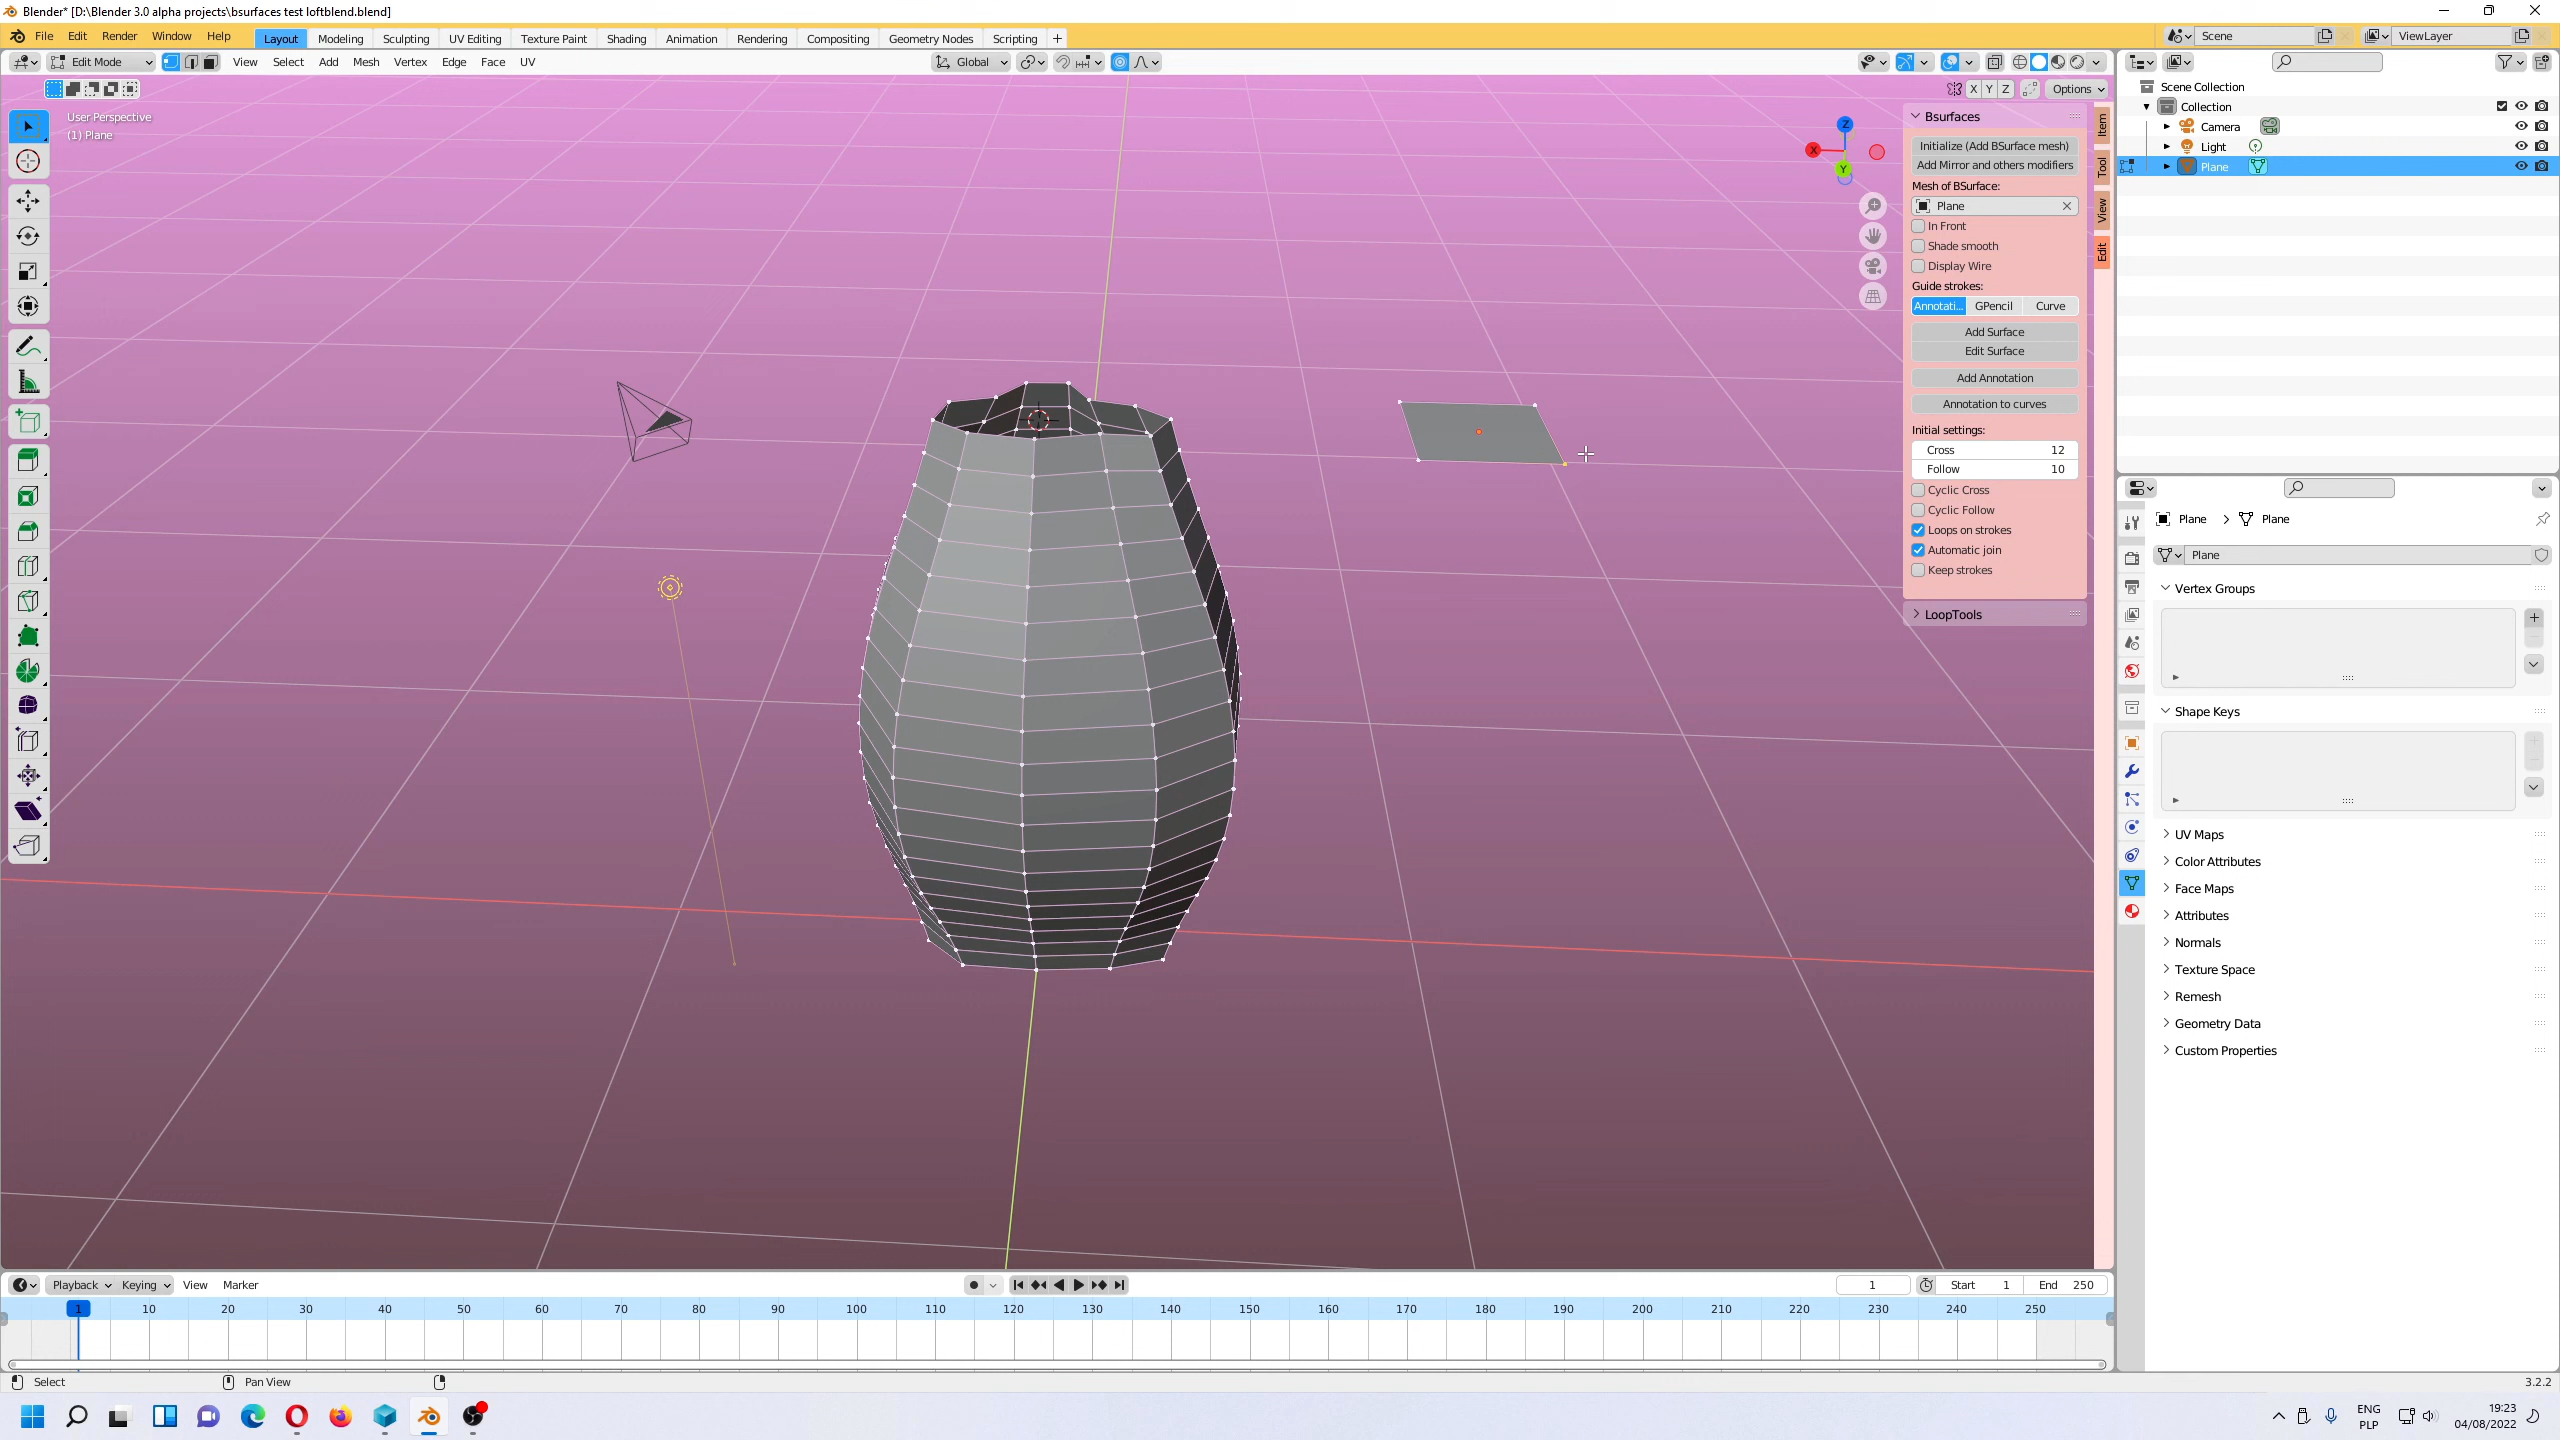 Blender* [D:\Blender 3.0 alpha projects\bsurfaces test loftblend.blend]
File Edit Render Window Help Layout Modeling Sculpting UV Editing Texture Paint Shading Animation Rendering Compositing Geometry Nodes Scripting + Scene ViewLayer
Edit Mode View Select Add Mesh Vertex Edge Face UV Global
X Y Z Options
User Perspective
(1) Plane
Z
X
Y
Bsurfaces
Initialize (Add BSurface mesh)
Add Mirror and others modifiers
Mesh of BSurface:
Plane
In Front
Shade smooth
Display Wire
Guide strokes:
Annotati... GPencil Curve
Add Surface
Edit Surface
Add Annotation
Annotation to curves
Initial settings:
Cross 12
Follow 10
Cyclic Cross
Cyclic Follow
Loops on strokes
Automatic join
Keep strokes
LoopTools
Item
Tool
View
Edit
Scene Collection
Collection
Camera
Light
Plane
Plane > Plane
Plane
Vertex Groups
Shape Keys
UV Maps
Color Attributes
Face Maps
Attributes
Normals
Texture Space
Remesh
Geometry Data
Custom Properties
Playback Keying View Marker 1 Start 1 End 250
1 10 20 30 40 50 60 70 80 90 100 110 120 130 140 150 160 170 180 190 200 210 220 230 240 250
Select Pan View 3.2.2
ENG
PLP
19:23
04/08/2022